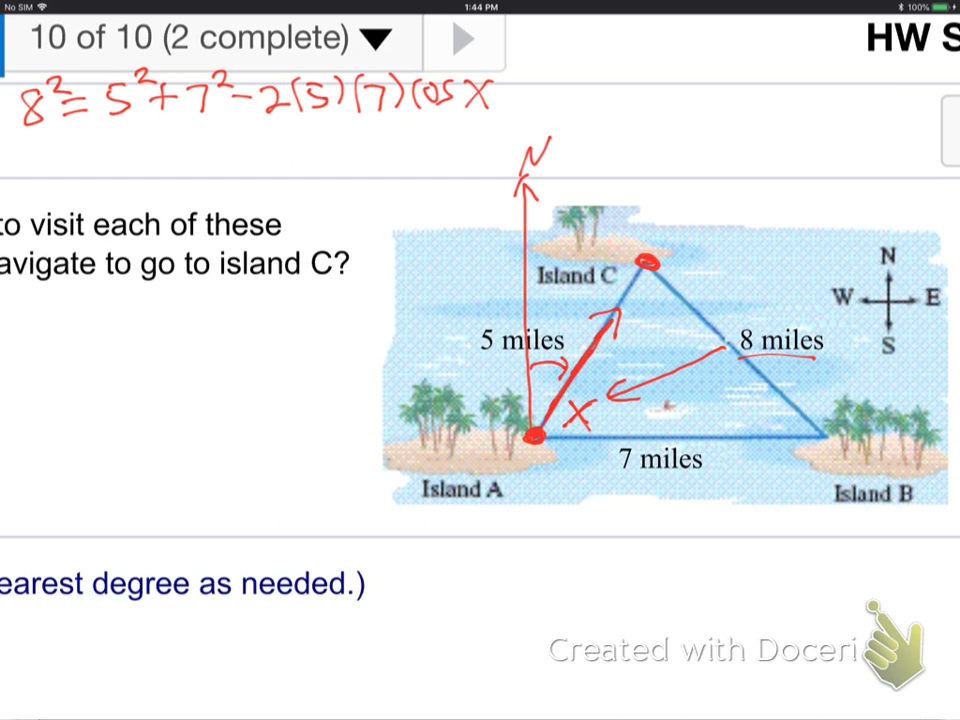 No SIM 1:44 PM 100%
10 of 10 (2 complete) HW S
8² = 5² + 7² - 2(5)(7) cos X
N
to visit each of these
avigate to go to island C?
Island C
N
W E
S
5 miles
8 miles
X
7 miles
Island A
Island B
earest degree as needed.)
Created with Doceri